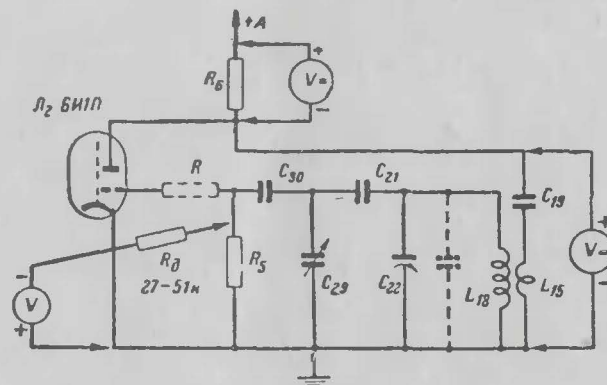 +A
+
R6
V=
Л2 6И1П
-
R
C30
C21
C19
V=
-
Rд
27-51к
R5
C29
C22
L18
L15
-
V
+